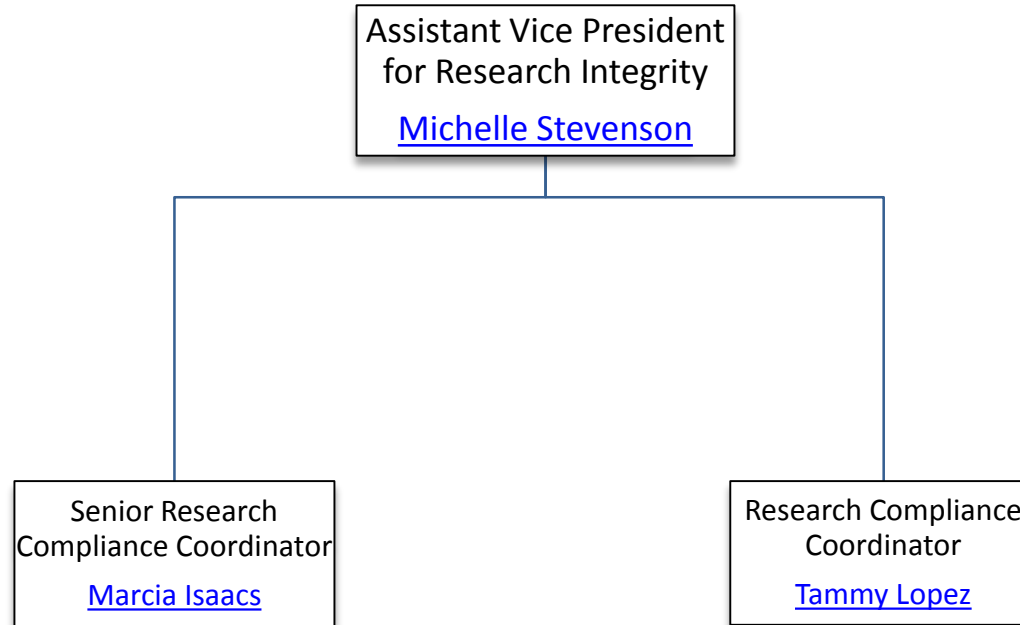 Assistant Vice President
for Research Integrity
Michelle Stevenson
Senior Research
Compliance Coordinator
Marcia Isaacs
Research Compliance
Coordinator
Tammy Lopez